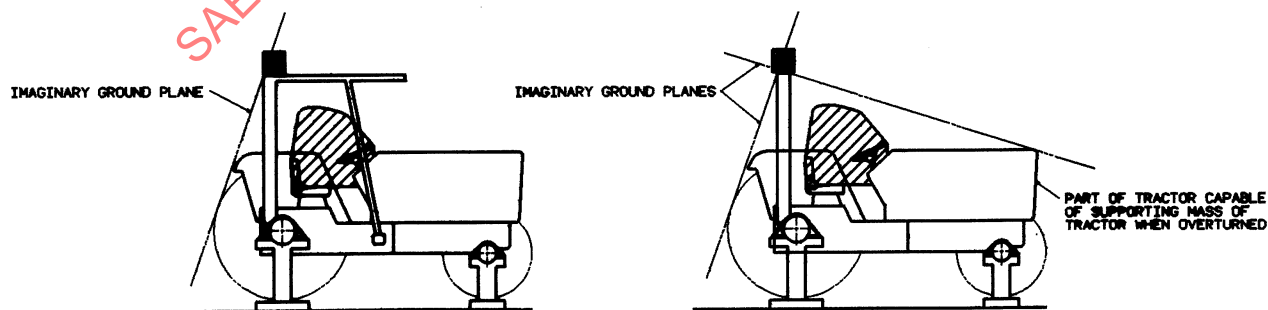 SAE
IMAGINARY GROUND PLANE
IMAGINARY GROUND PLANES
PART OF TRACTOR CAPABLE
OF SUPPORTING MASS OF
TRACTOR WHEN OVERTURNED